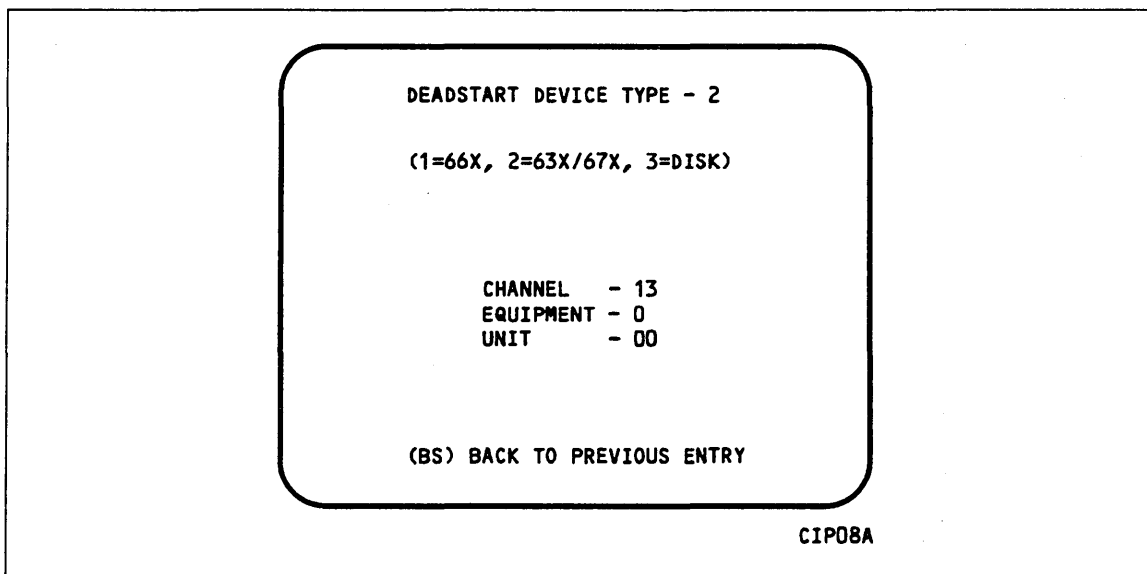 DEADSTART DEVICE TYPE - 2
(1=66X, 2=63X/67X, 3=DISK)
CHANNEL - 13
EQUIPMENT - 0
UNIT - 00
(BS) BACK TO PREVIOUS ENTRY
CIP08A